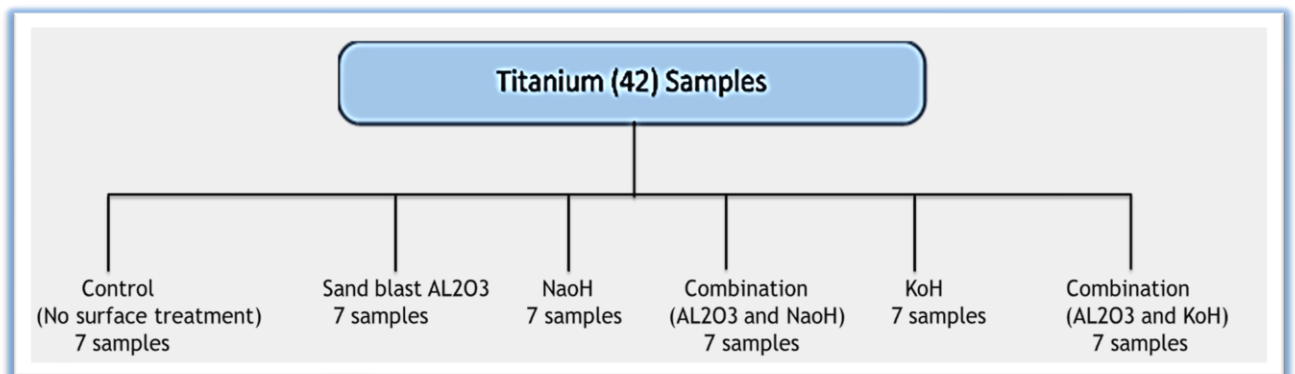 Titanium (42) Samples
Control
(No surface treatment)
7 samples
Sand blast AL2O3
7 samples
NaoH
7 samples
Combination
(AL2O3 and NaoH)
7 samples
KoH
7 samples
Combination
(AL2O3 and KoH)
7 samples